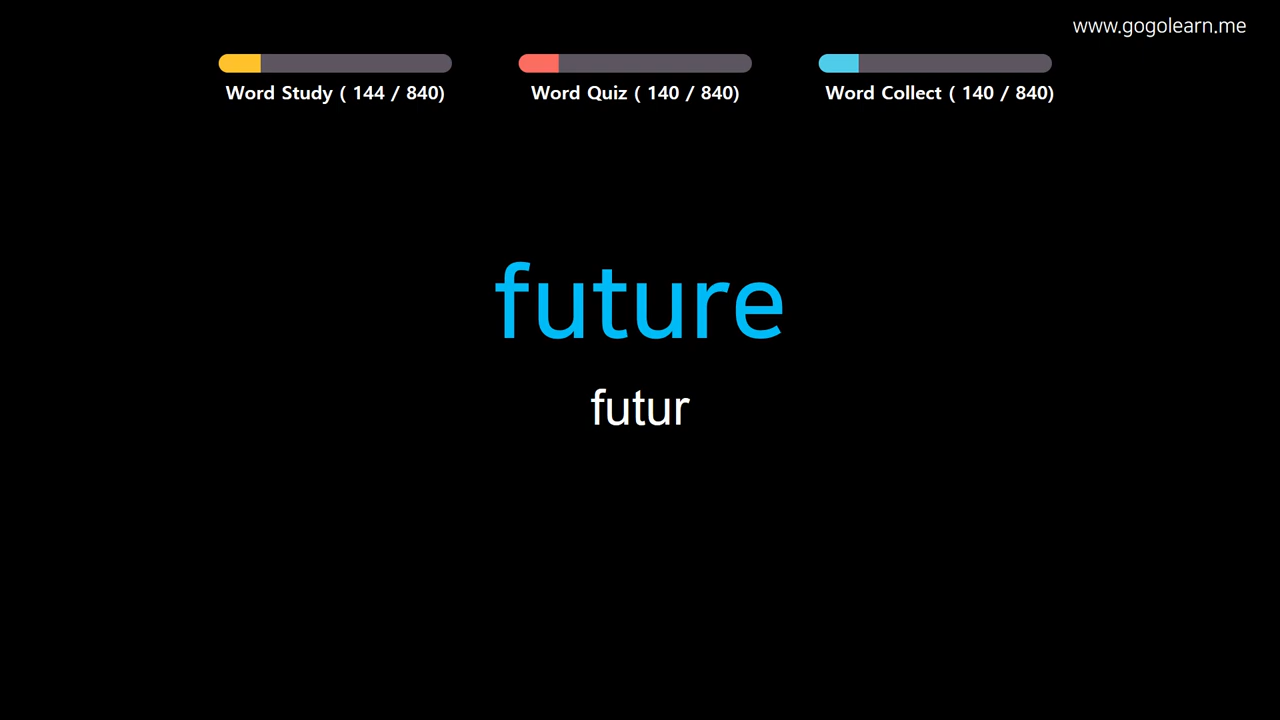 www.gogolearn.me
Word Study ( 144 / 840)
Word Quiz ( 140 / 840)
Word Collect ( 140 / 840)
future
futur